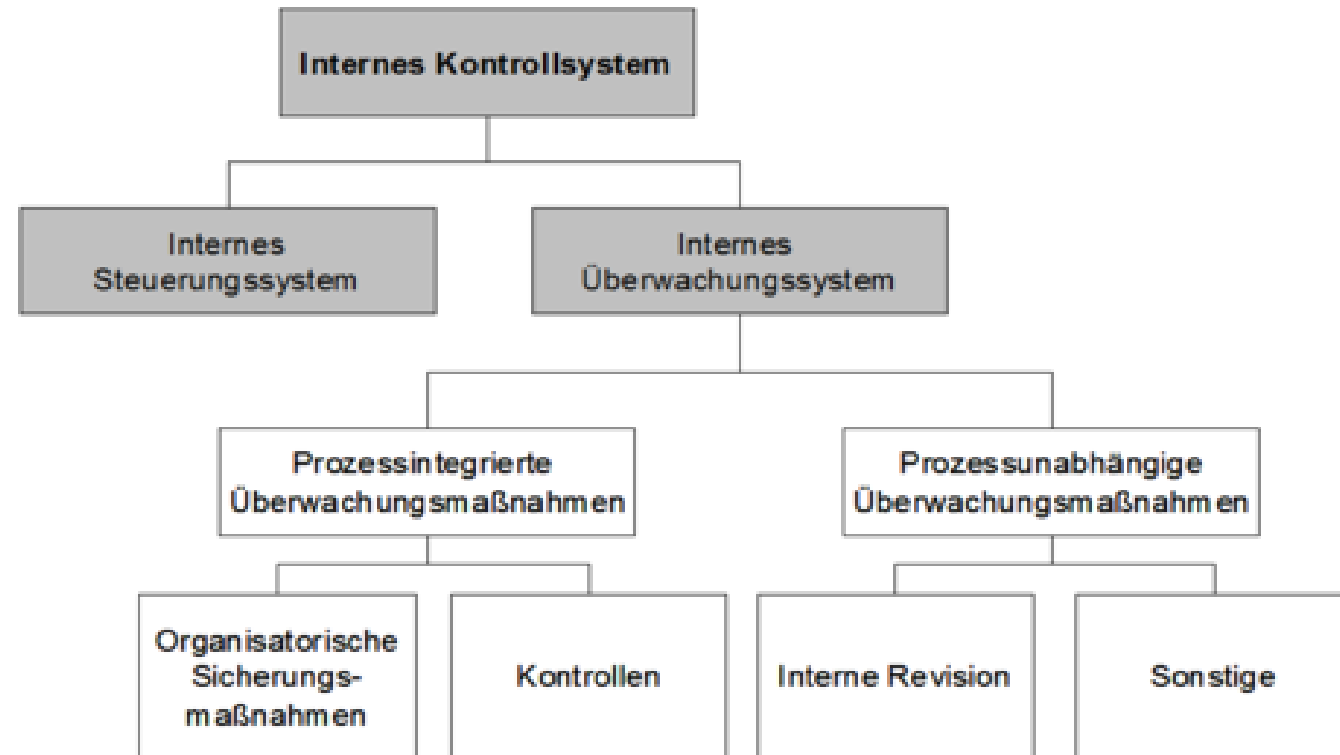 Internes Kontrollsystem
Internes
Steuerungssystem
Internes
Überwachungssystem
Prozessintegrierte
Überwachungsmaßnahmen
Prozessunabhängige
Überwachungsmaßnahmen
Organisatorische
Sicherungs-
maßnahmen
Kontrollen
Interne Revision
Sonstige